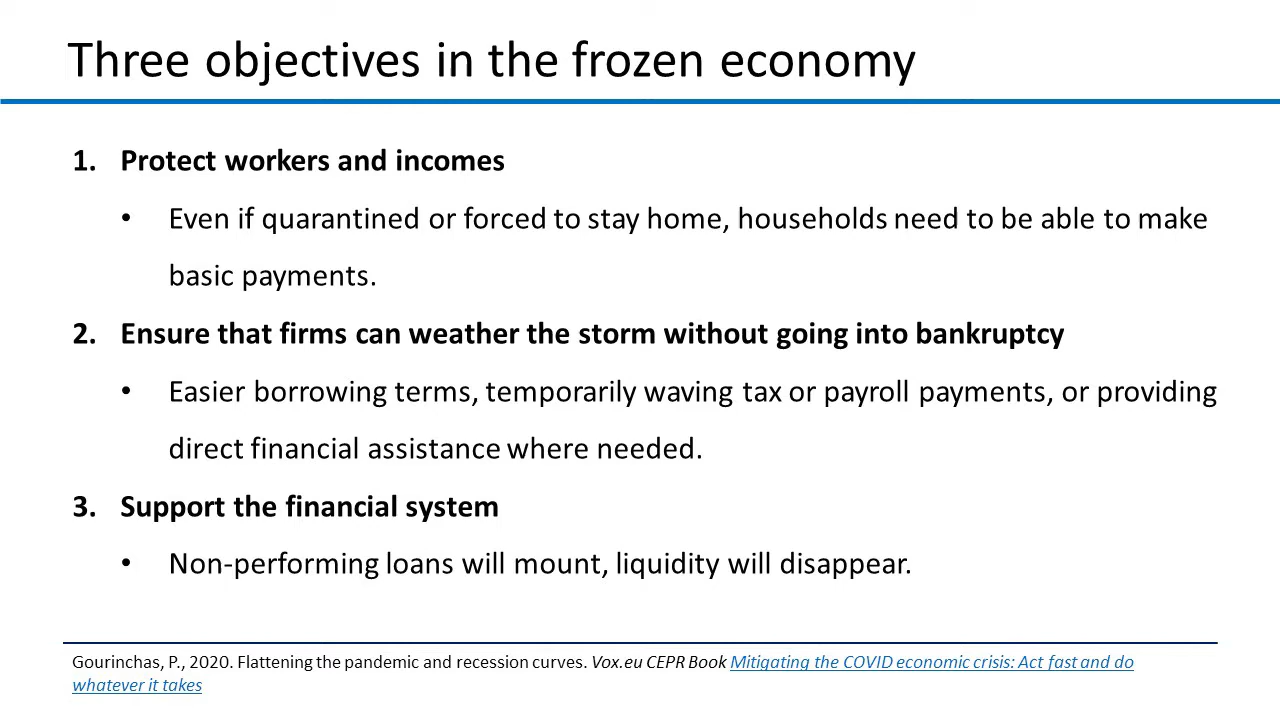 Three objectives in the frozen economy
1. Protect workers and incomes
• Even if quarantined or forced to stay home, households need to be able to make
basic payments.
2. Ensure that firms can weather the storm without going into bankruptcy
• Easier borrowing terms, temporarily waving tax or payroll payments, or providing
direct financial assistance where needed.
3. Support the financial system
• Non-performing loans will mount, liquidity will disappear.
Gourinchas, P., 2020. Flattening the pandemic and recession curves. Vox.eu CEPR Book Mitigating the COVID economic crisis: Act fast and do
whatever it takes